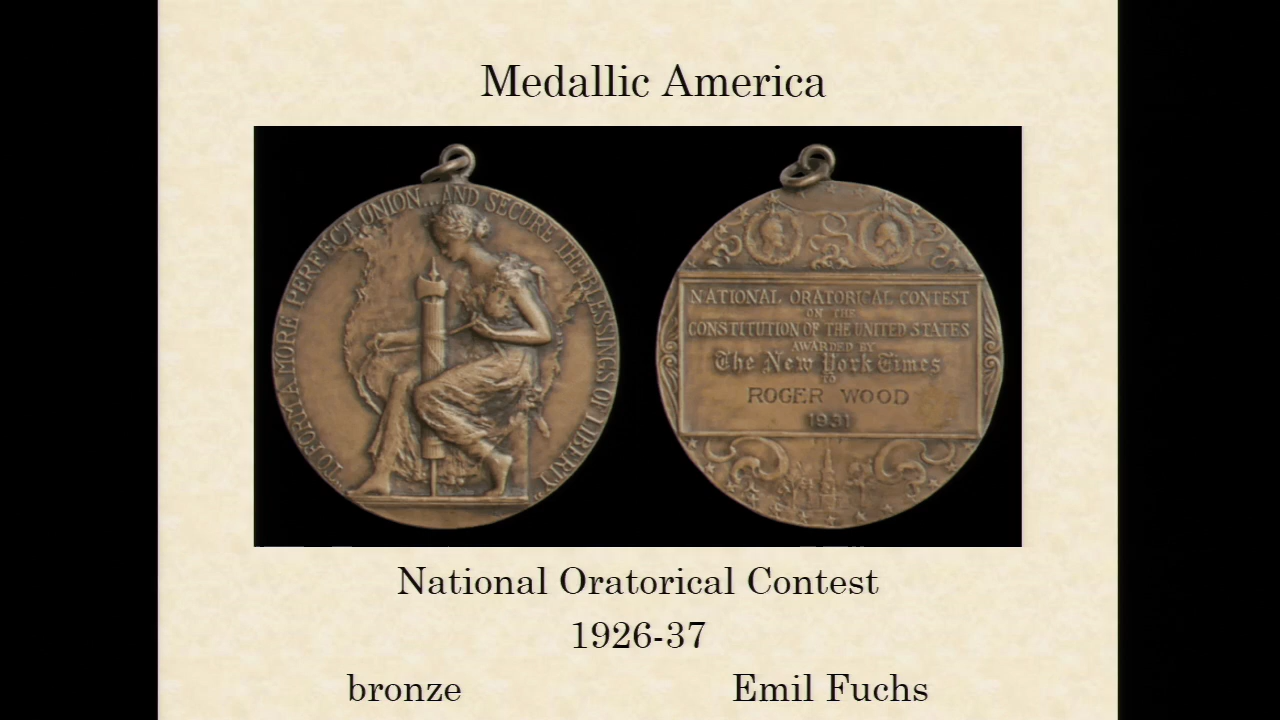 Medallic America
"TO FORM A MORE PERFECT UNION...AND SECURE THE BLESSINGS OF LIBERTY"
NATIONAL ORATORICAL CONTEST
ON THE
CONSTITUTION OF THE UNITED STATES
AWARDED BY
The New York Times
TO
ROGER WOOD
1931
National Oratorical Contest
1926-37
bronze
Emil Fuchs